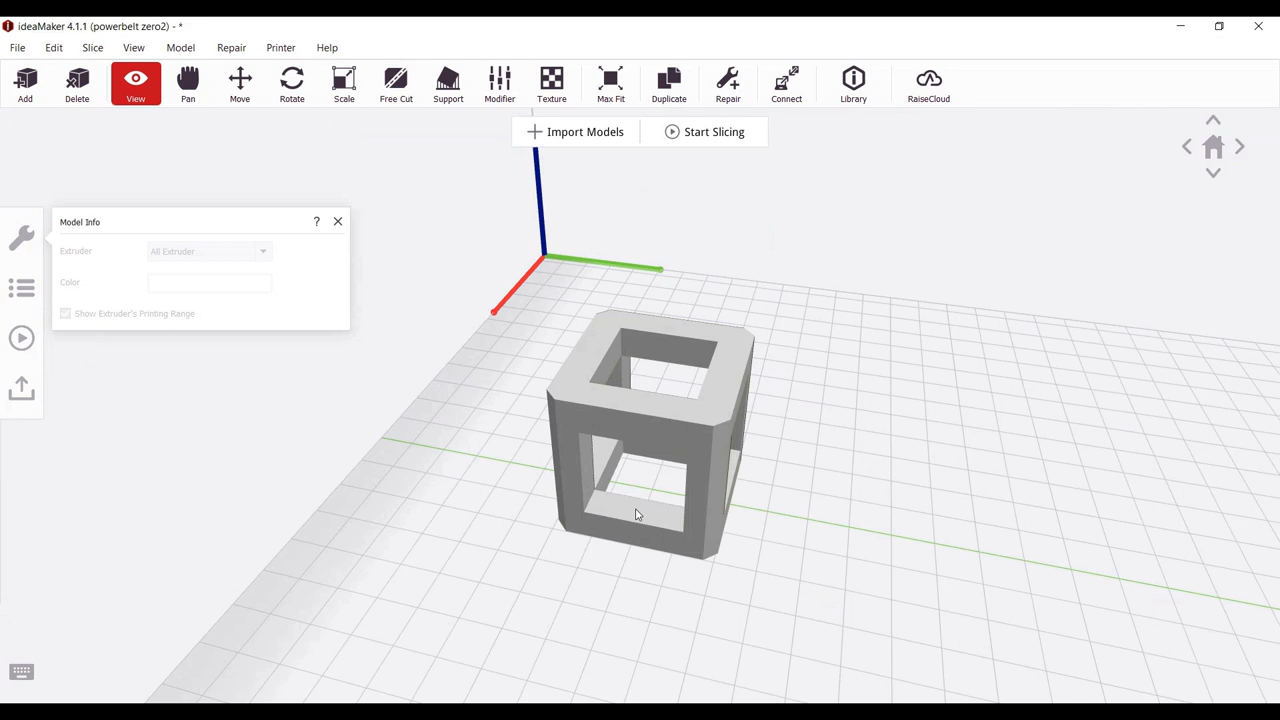 ideaMaker 4.1.1 (powerbelt zero2) - *
File Edit Slice View Model Repair Printer Help
Add Delete View Pan Move Rotate Scale Free Cut Support Modifier Texture Max Fit Duplicate Repair Connect Library RaiseCloud
Import Models Start Slicing
Model Info ?
Extruder All Extruder
Color
Show Extruder's Printing Range